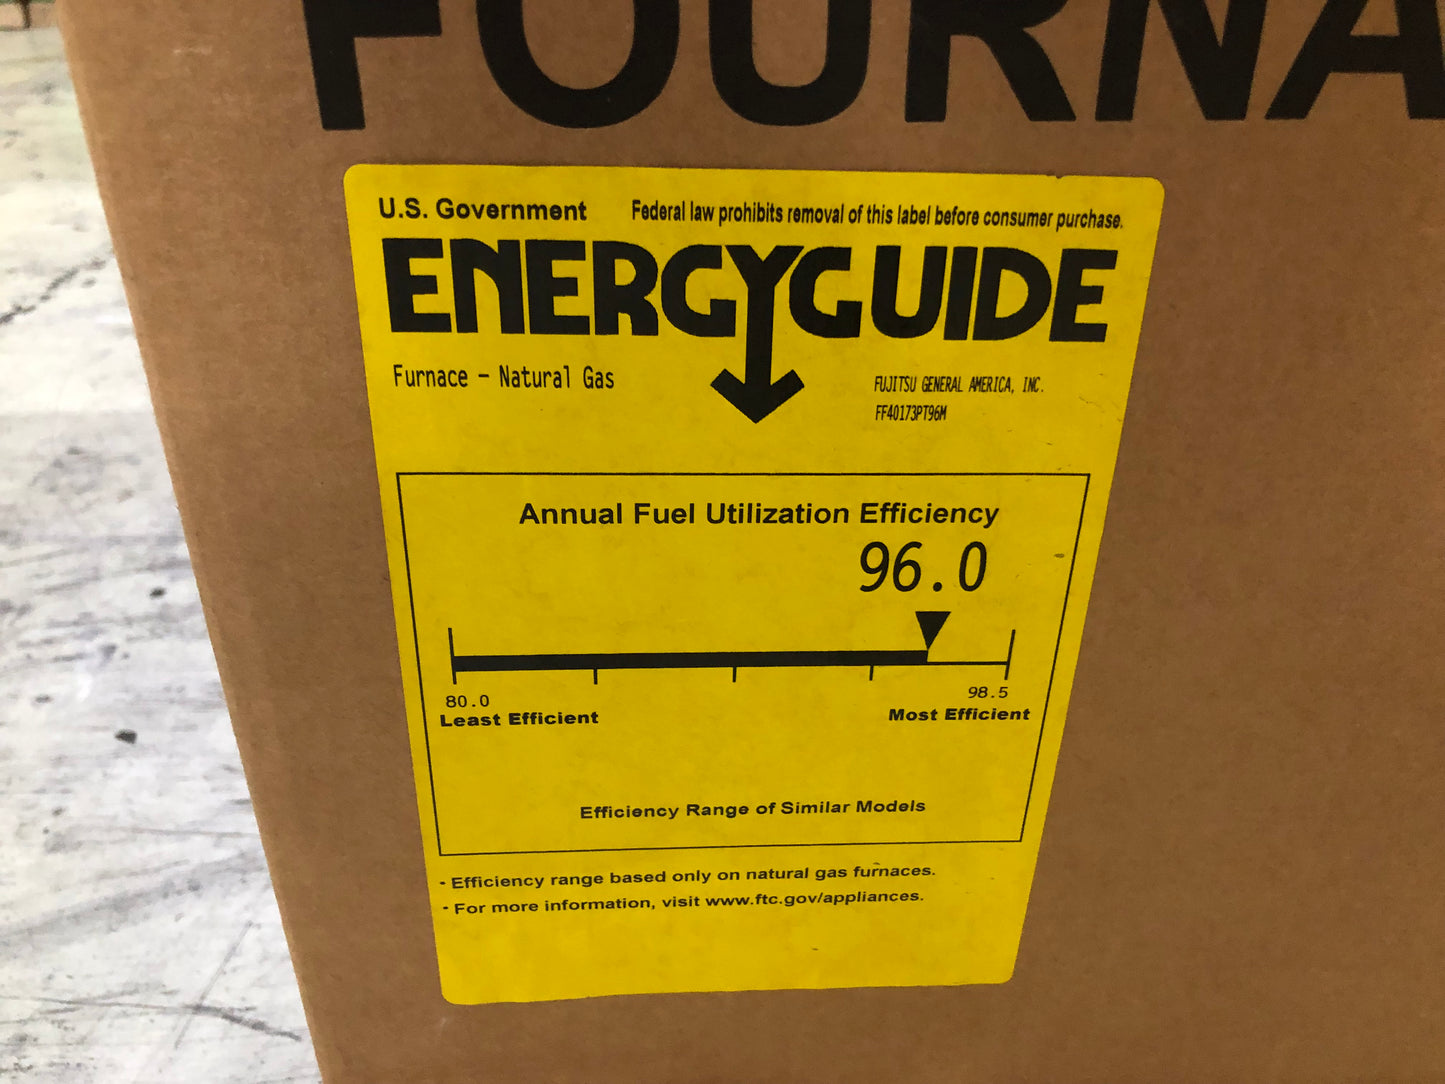 FOURNA
U.S. Government Federal law prohibits removal of this label before consumer purchase.
ENERGYGUIDE
Furnace - Natural Gas
FUJITSU GENERAL AMERICA, INC.
FF40173PT96M
Annual Fuel Utilization Efficiency
96.0
80.0 98.5
Least Efficient Most Efficient
Efficiency Range of Similar Models
• Efficiency range based only on natural gas furnaces.
• For more information, visit www.ftc.gov/appliances.